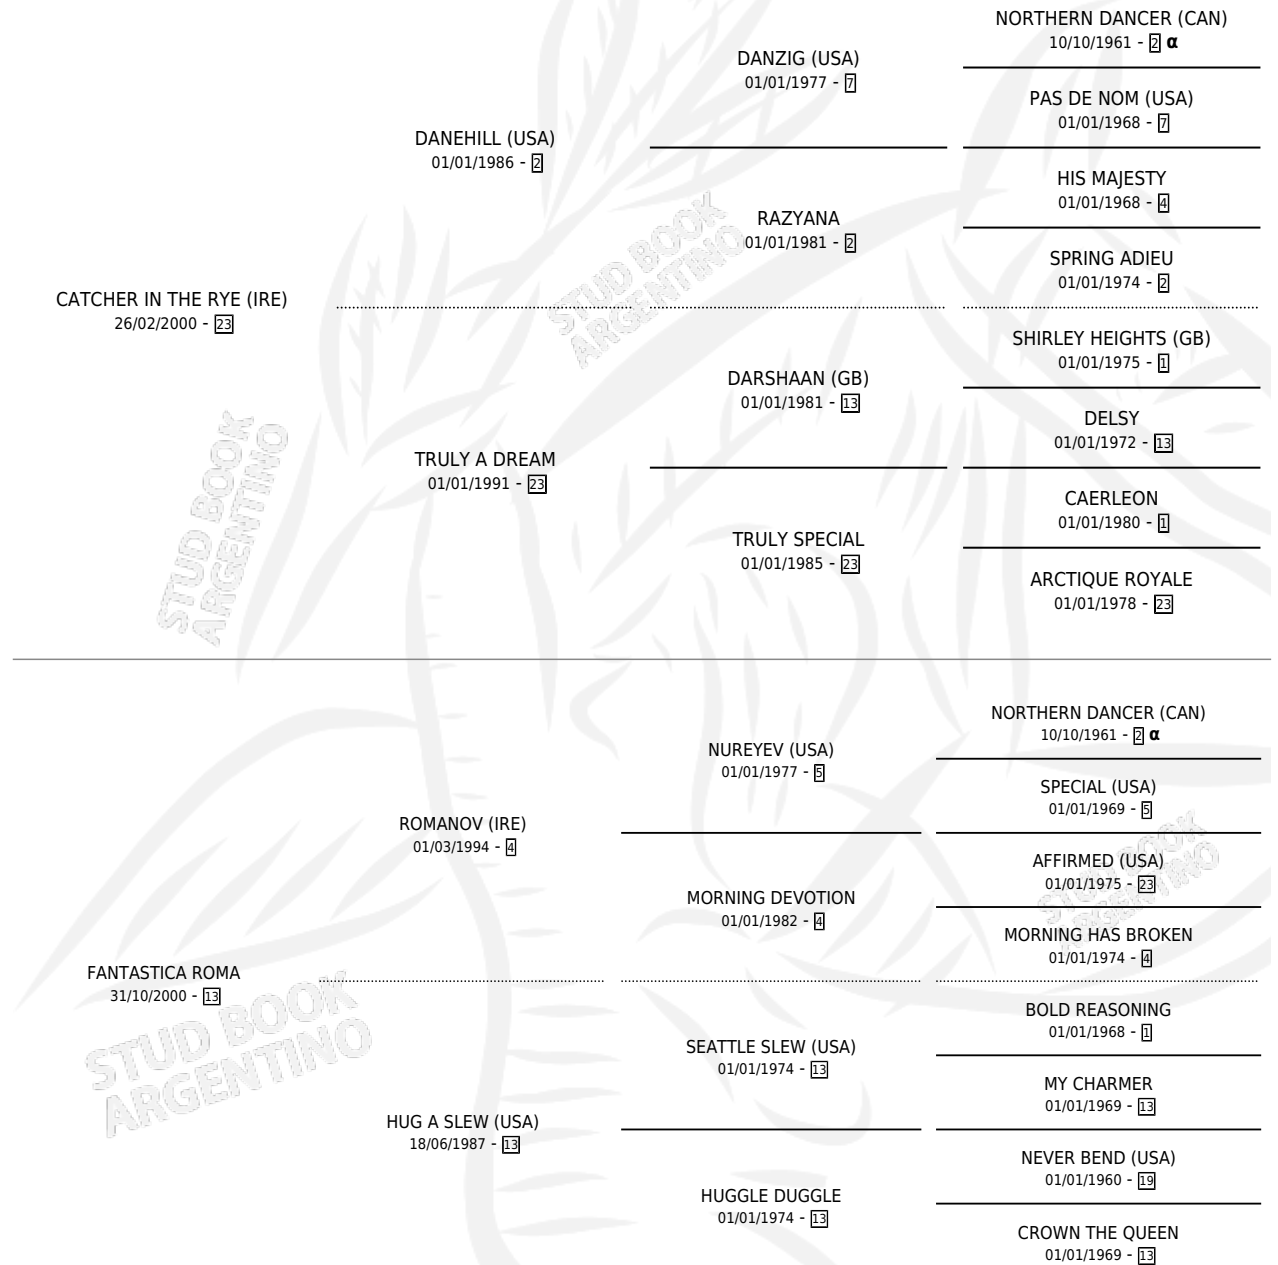 NORTHERN DANCER (CAN)
10/10/1961 - 2 α
DANZIG (USA)
01/01/1977 - 7
PAS DE NOM (USA)
01/01/1968 - 7
DANEHILL (USA)
01/01/1986 - 2
HIS MAJESTY
01/01/1968 - 4
RAZYANA
01/01/1981 - 2
SPRING ADIEU
01/01/1974 - 2
CATCHER IN THE RYE (IRE)
26/02/2000 - 23
SHIRLEY HEIGHTS (GB)
01/01/1975 - 1
DARSHAAN (GB)
01/01/1981 - 13
DELSY
01/01/1972 - 13
TRULY A DREAM
01/01/1991 - 23
CAERLEON
01/01/1980 - 1
TRULY SPECIAL
01/01/1985 - 23
ARCTIQUE ROYALE
01/01/1978 - 23
NORTHERN DANCER (CAN)
10/10/1961 - 2 α
NUREYEV (USA)
01/01/1977 - 5
SPECIAL (USA)
01/01/1969 - 5
ROMANOV (IRE)
01/03/1994 - 4
AFFIRMED (USA)
01/01/1975 - 23
MORNING DEVOTION
01/01/1982 - 4
MORNING HAS BROKEN
01/01/1974 - 4
FANTASTICA ROMA
31/10/2000 - 13
BOLD REASONING
01/01/1968 - 1
SEATTLE SLEW (USA)
01/01/1974 - 13
MY CHARMER
01/01/1969 - 13
HUG A SLEW (USA)
18/06/1987 - 13
NEVER BEND (USA)
01/01/1960 - 19
HUGGLE DUGGLE
01/01/1974 - 13
CROWN THE QUEEN
01/01/1969 - 13
STUD BOOK
ARGENTINO
STUD BOOK
ARGENTINO
STUD BOOK
ARGENTINO
STUD BOOK
ARGENTINO